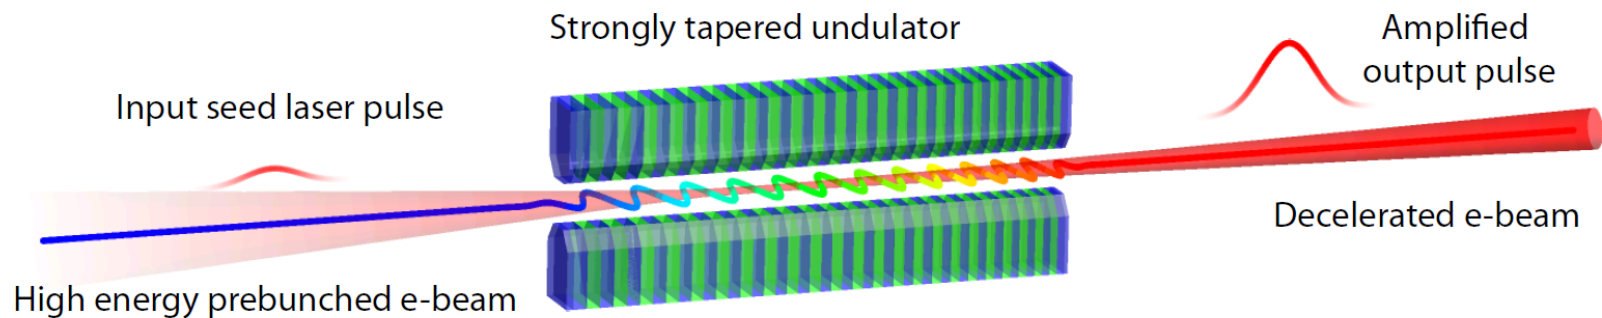 Strongly tapered undulator
Amplified
output pulse
Input seed laser pulse
Decelerated e-beam
High energy prebunched e-beam